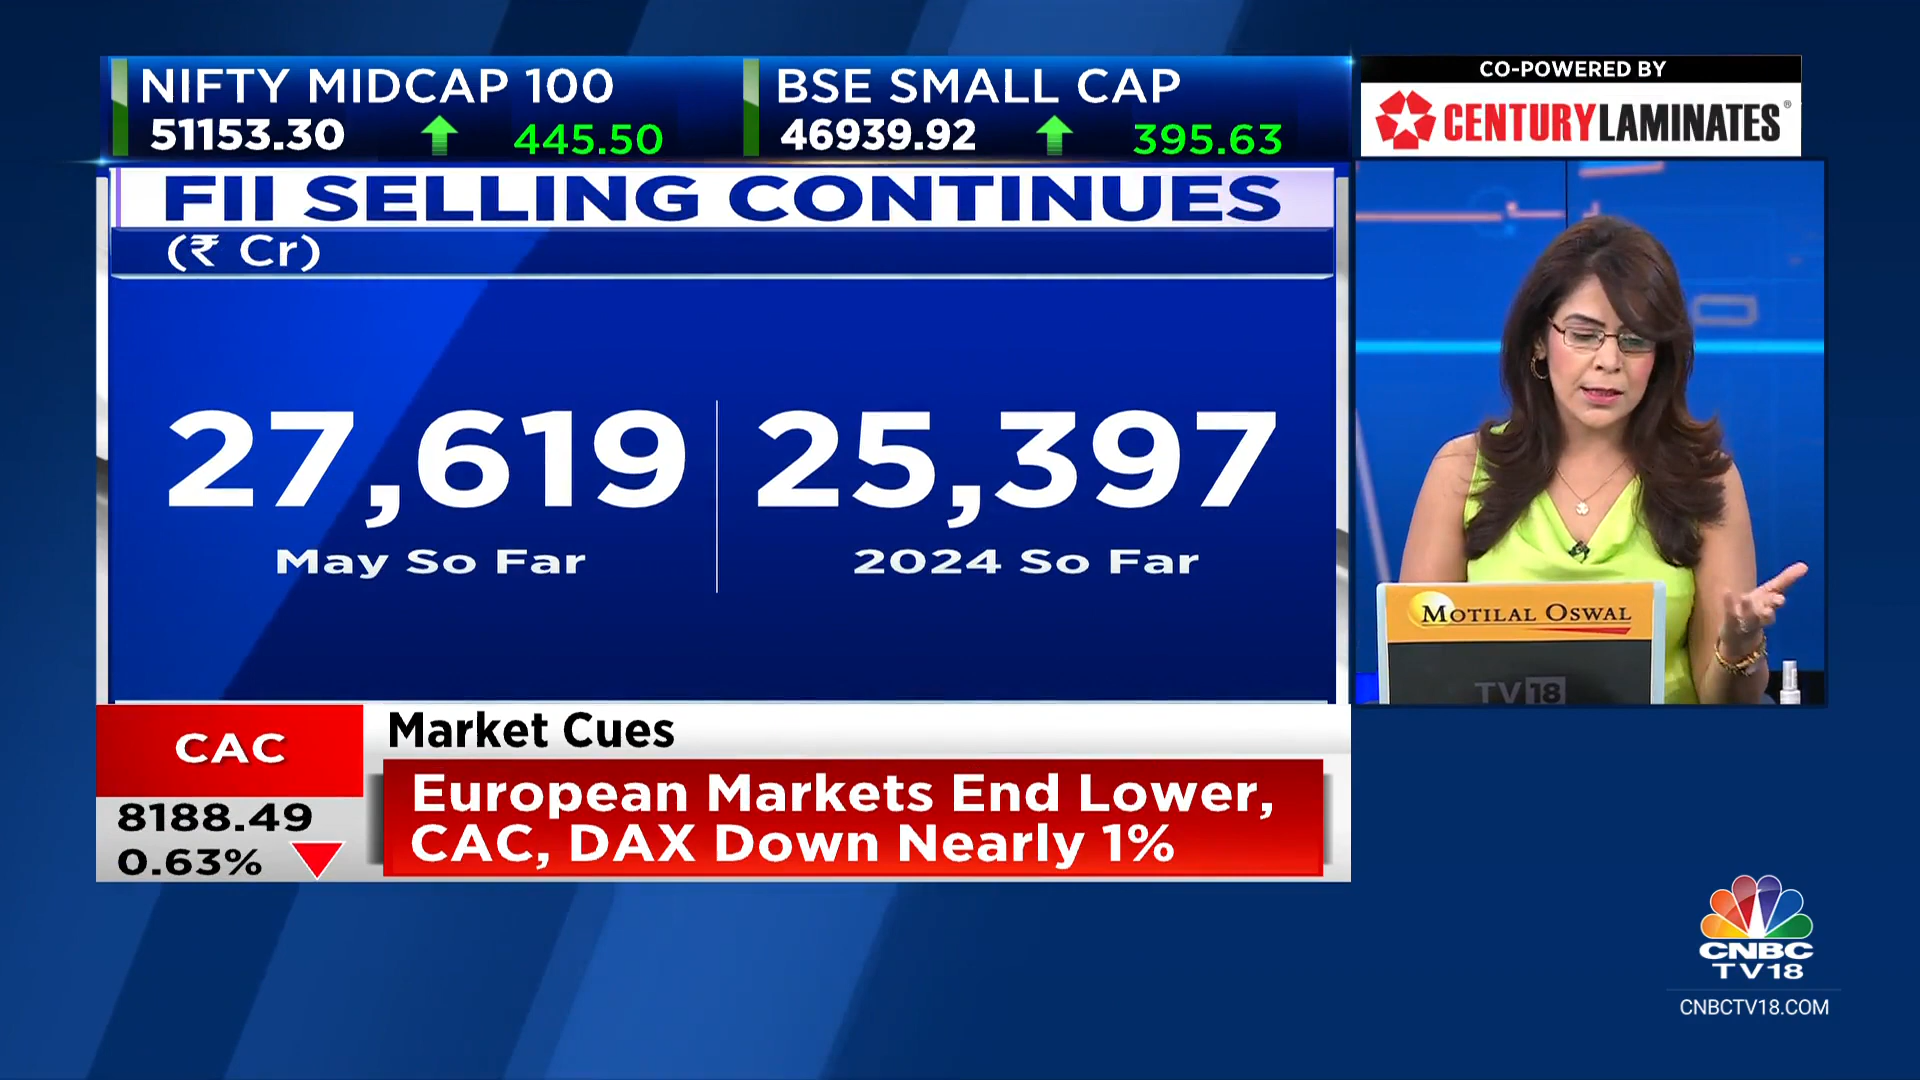 NIFTY MIDCAP 100
51153.30 445.50
BSE SMALL CAP
46939.92 395.63
CO-POWERED BY
CENTURYLAMINATES®
FII SELLING CONTINUES
(₹ Cr)
27,619
May So Far
25,397
2024 So Far
MOTILAL OSWAL
TV18
CAC
8188.49
0.63%
Market Cues
European Markets End Lower,
CAC, DAX Down Nearly 1%
CNBC
TV18
CNBCTV18.COM